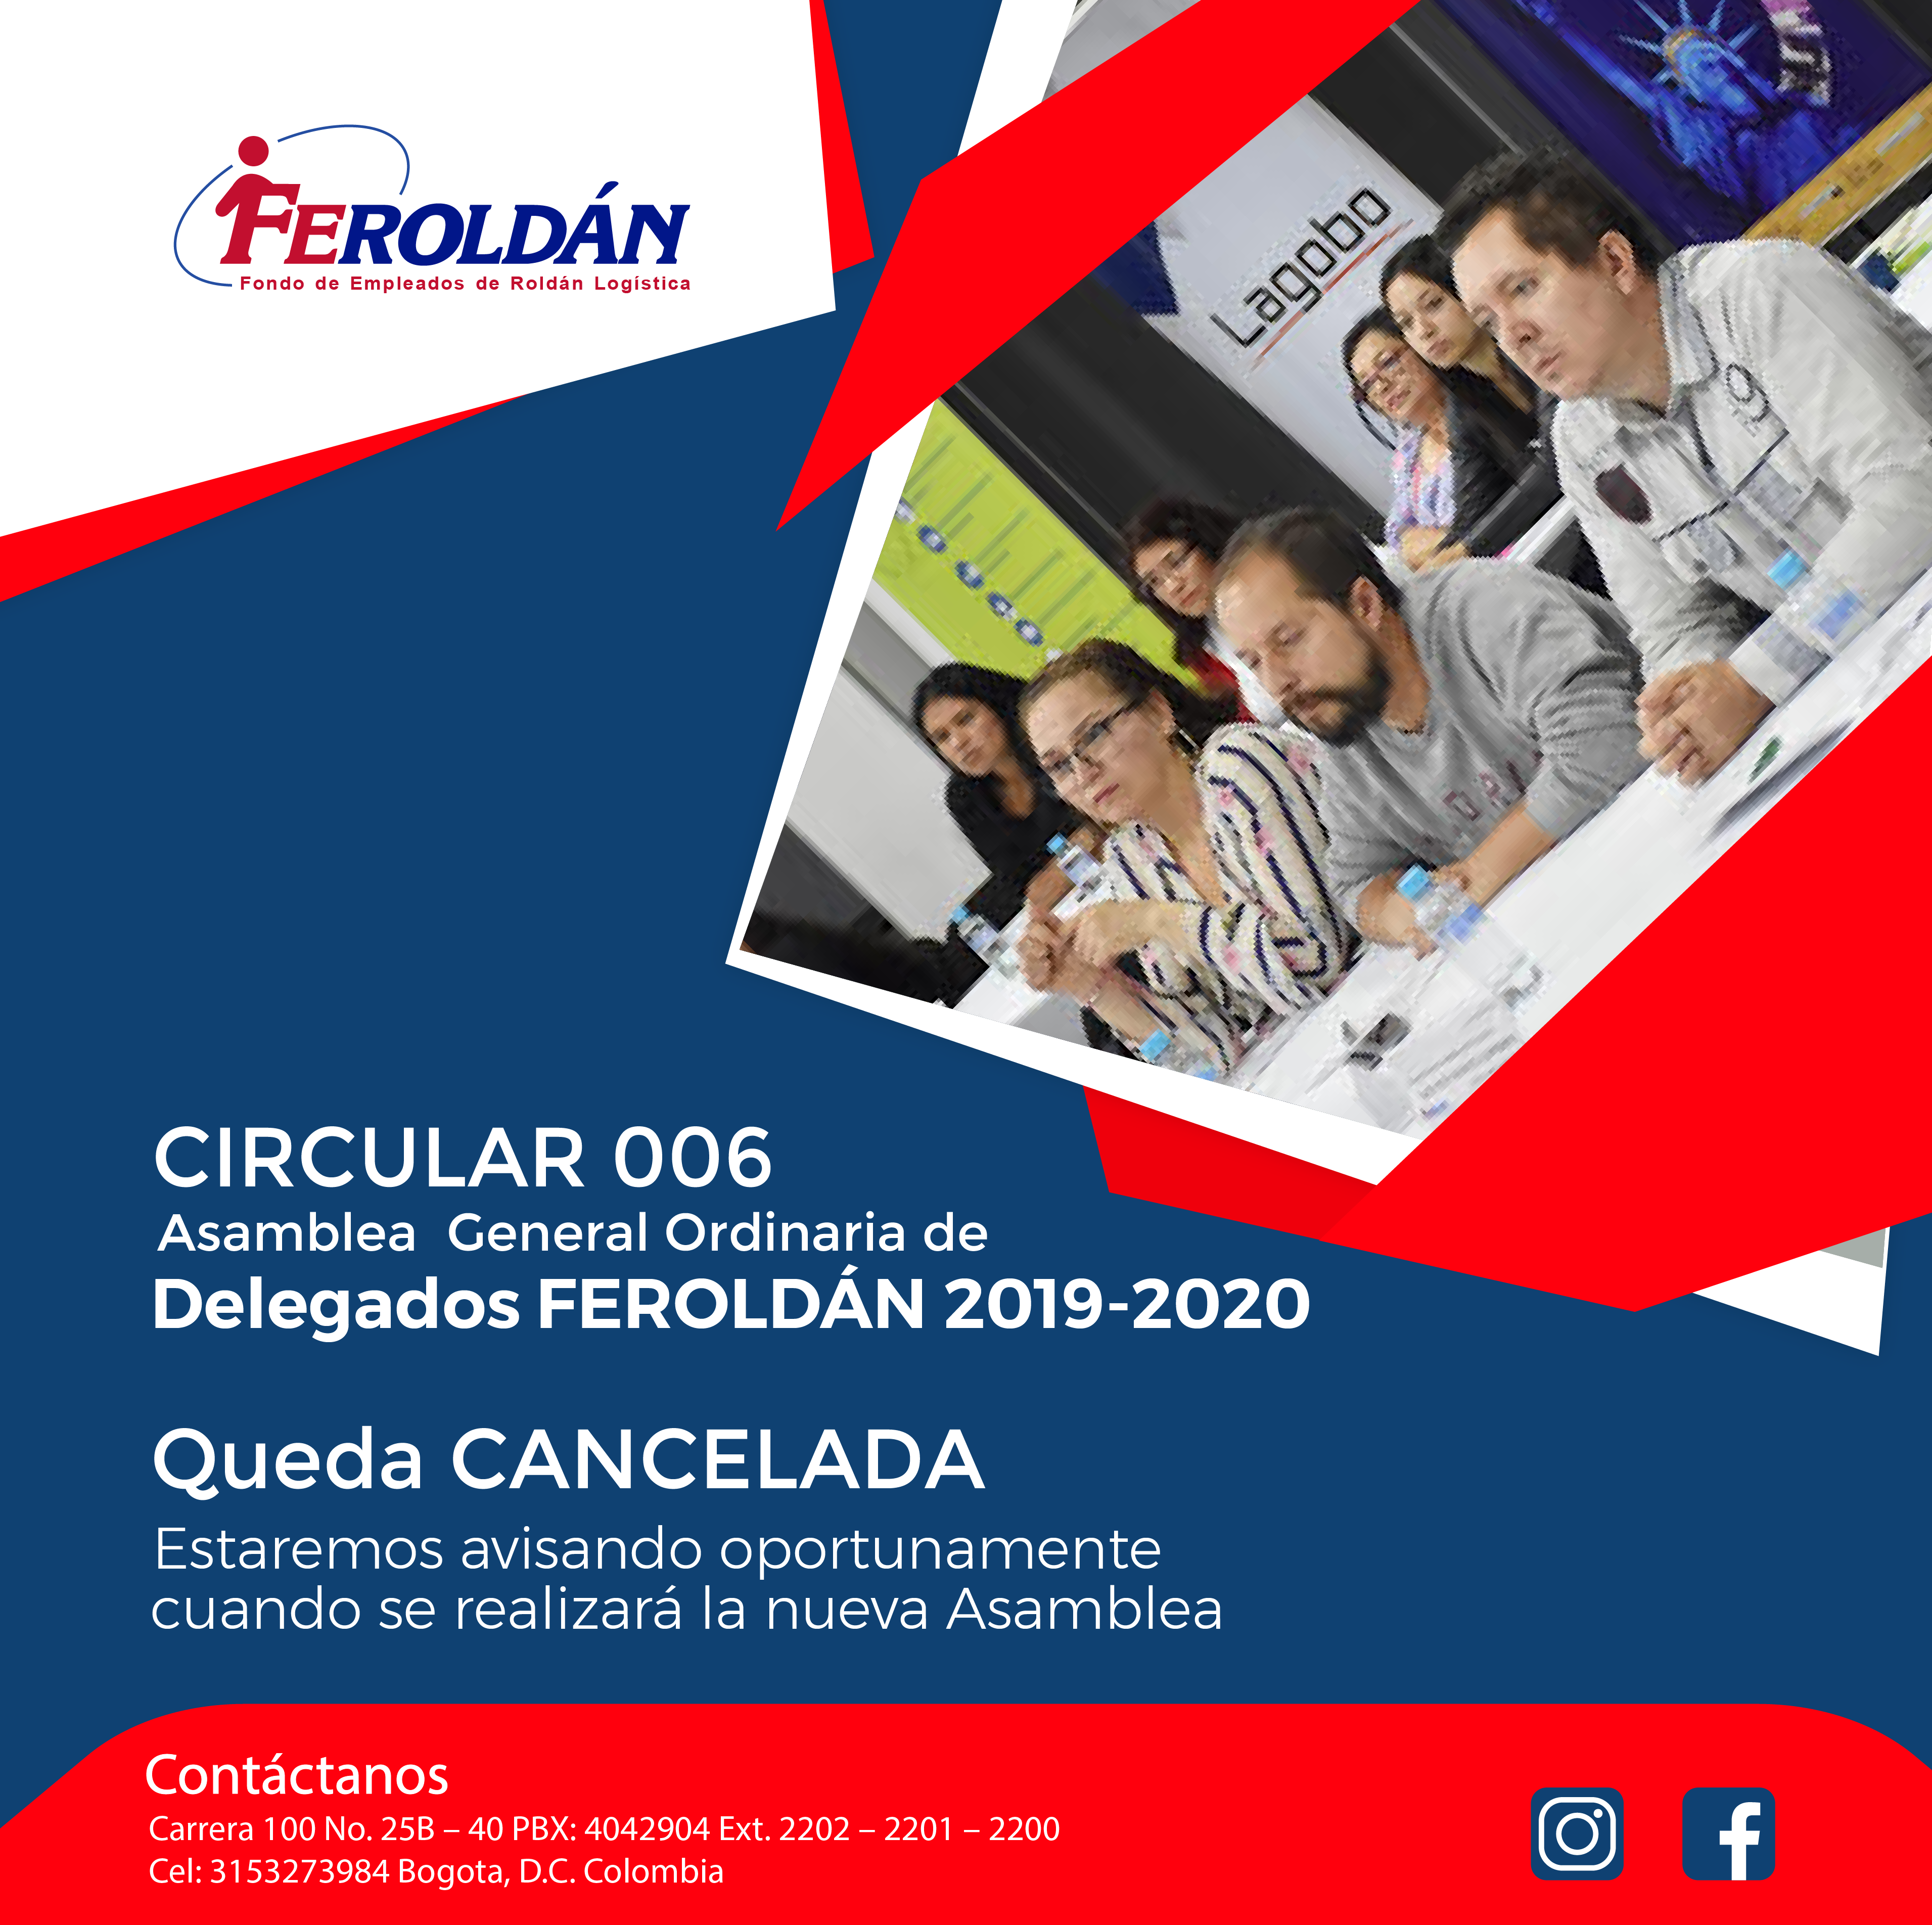 FEROLDÁN
Fondo de Empleados de Roldán Logística
Lagobo
CIRCULAR 006
Asamblea General Ordinaria de
Delegados FEROLDÁN 2019-2020
Queda CANCELADA
Estaremos avisando oportunamente
cuando se realizará la nueva Asamblea
Contáctanos
Carrera 100 No. 25B – 40 PBX: 4042904 Ext. 2202 – 2201 – 2200
Cel: 3153273984 Bogota, D.C. Colombia